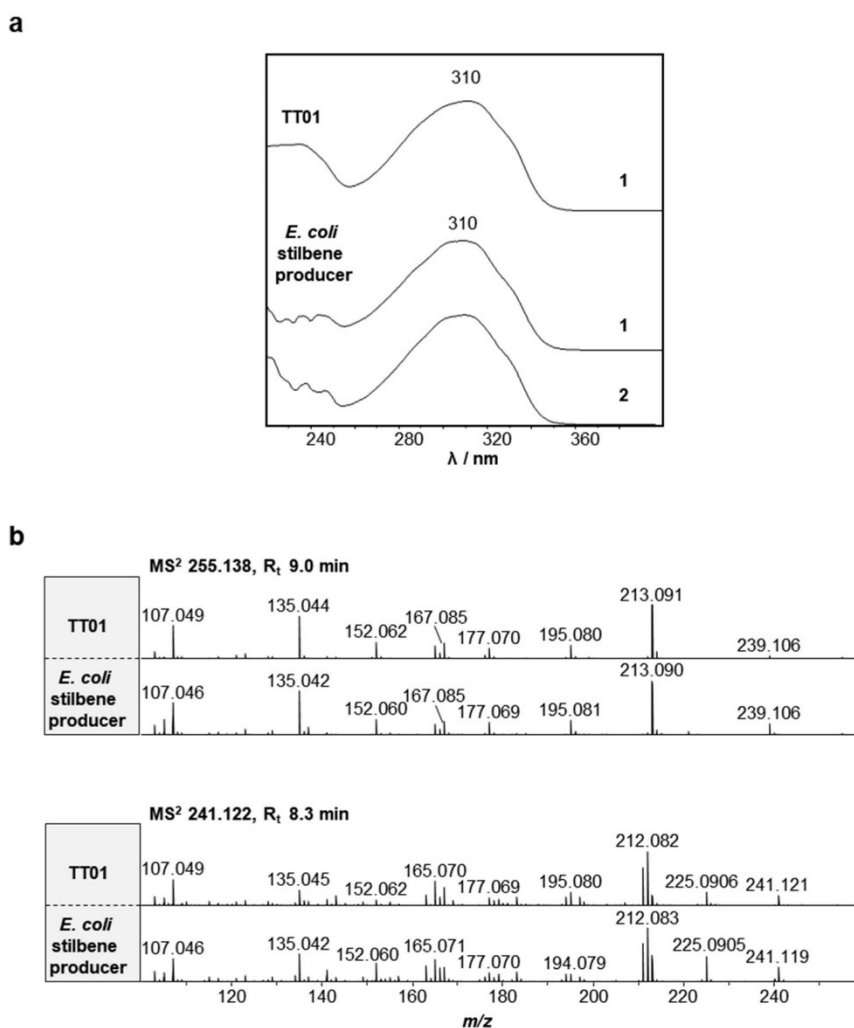 a
310
TT01
1
E. coli
stilbene
producer
310
1
2
240 280 320 360
λ / nm
b
MS² 255.138, Rt 9.0 min
TT01
107.049 135.044 152.062 167.085 177.070 195.080 213.091 239.106
E. coli
stilbene
producer
107.046 135.042 152.060 167.085 177.069 195.081 213.090 239.106
MS² 241.122, Rt 8.3 min
TT01
107.049 135.045 152.062 165.070 177.069 195.080 212.082 225.0906 241.121
E. coli
stilbene
producer
107.046 135.042 152.060 165.071 177.070 194.079 212.083 225.0905 241.119
120 140 160 180 200 220 240
m/z